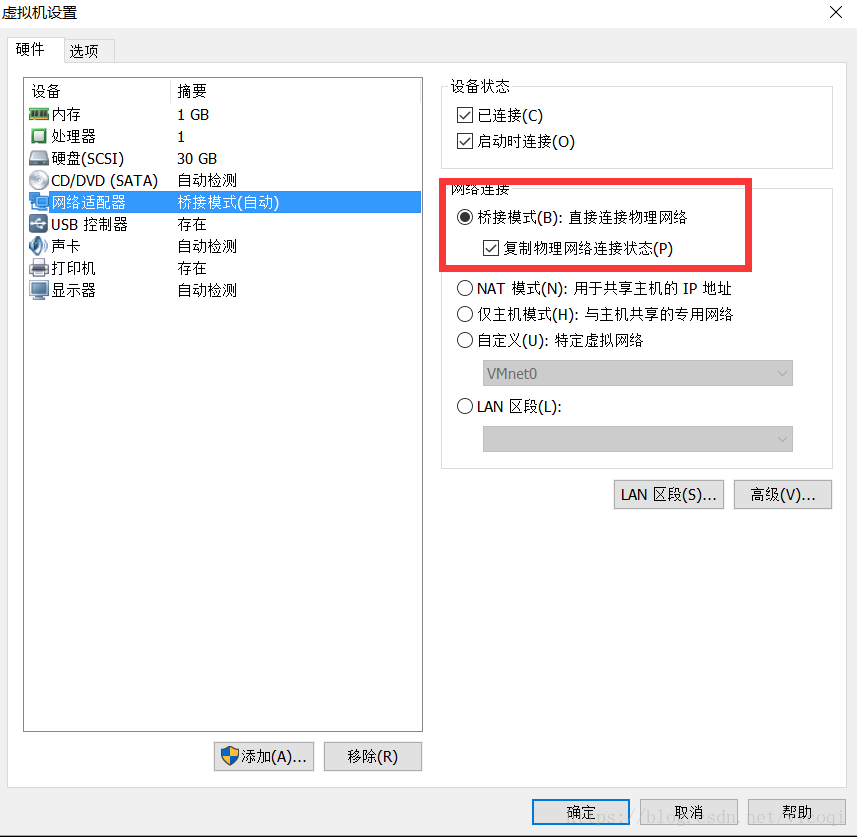 虚拟机设置
硬件 选项
设备 摘要
内存 1 GB
处理器 1
硬盘(SCSI) 30 GB
CD/DVD (SATA) 自动检测
网络适配器 桥接模式(自动)
USB 控制器 存在
声卡 自动检测
打印机 存在
显示器 自动检测
添加(A)... 移除(R)
设备状态
已连接(C)
启动时连接(O)
网络连接
桥接模式(B): 直接连接物理网络
复制物理网络连接状态(P)
NAT 模式(N): 用于共享主机的 IP 地址
仅主机模式(H): 与主机共享的专用网络
自定义(U): 特定虚拟网络
VMnet0
LAN 区段(L):
LAN 区段(S)... 高级(V)...
确定 取消 帮助